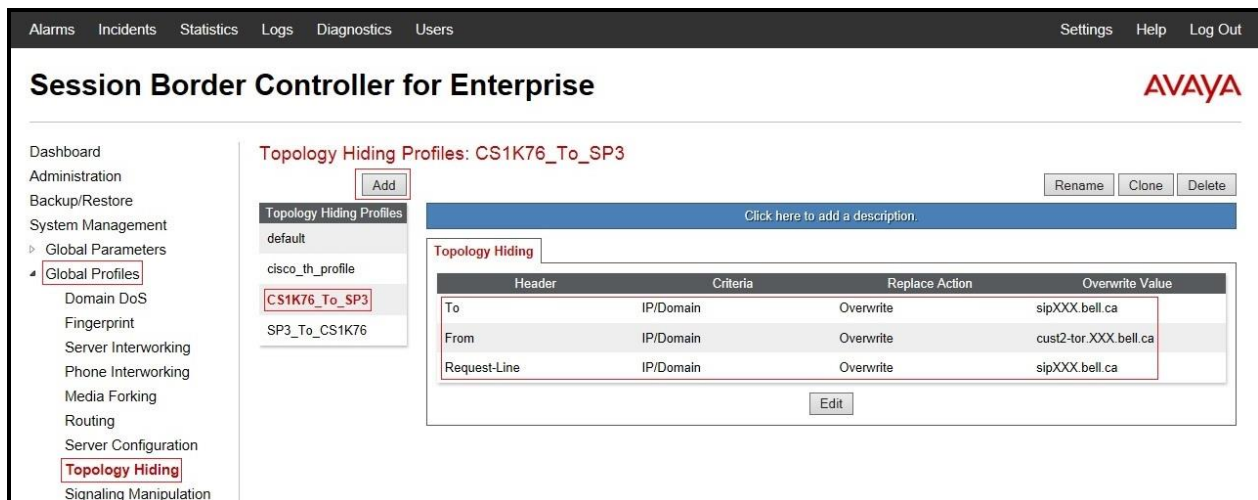 Alarms Incidents Statistics Logs Diagnostics Users Settings Help Log Out
Session Border Controller for Enterprise
AVAYA
Dashboard
Administration
Backup/Restore
System Management
Global Parameters
Global Profiles
Domain DoS
Fingerprint
Server Interworking
Phone Interworking
Media Forking
Routing
Server Configuration
Topology Hiding
Signaling Manipulation
Topology Hiding Profiles: CS1K76_To_SP3
Add
Rename Clone Delete
Topology Hiding Profiles
default
cisco_th_profile
CS1K76_To_SP3
SP3_To_CS1K76
Click here to add a description.
Topology Hiding
Header Criteria Replace Action Overwrite Value
To IP/Domain Overwrite sipXXX.bell.ca
From IP/Domain Overwrite cust2-tor.XXX.bell.ca
Request-Line IP/Domain Overwrite sipXXX.bell.ca
Edit